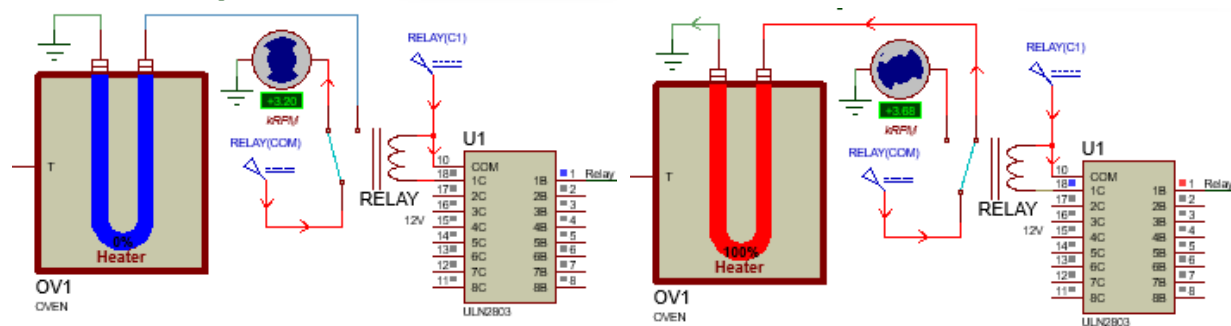 RELAY(C1)
+3.20
kRPM
RELAY(COM)
T
0%
Heater
OV1
OVEN
RELAY
12V
U1
10
COM
18
1C
1B
1
Relay
17
2C
2B
2
16
3C
3B
3
15
4C
4B
4
14
5C
5B
5
13
6C
6B
6
12
7C
7B
7
11
8C
8B
8
ULN2803
RELAY(C1)
+3.68
kRPM
RELAY(COM)
T
100%
Heater
OV1
OVEN
RELAY
12V
U1
10
COM
18
1C
1B
1
Relay
17
2C
2B
2
16
3C
3B
3
15
4C
4B
4
14
5C
5B
5
13
6C
6B
6
12
7C
7B
7
11
8C
8B
8
ULN2803